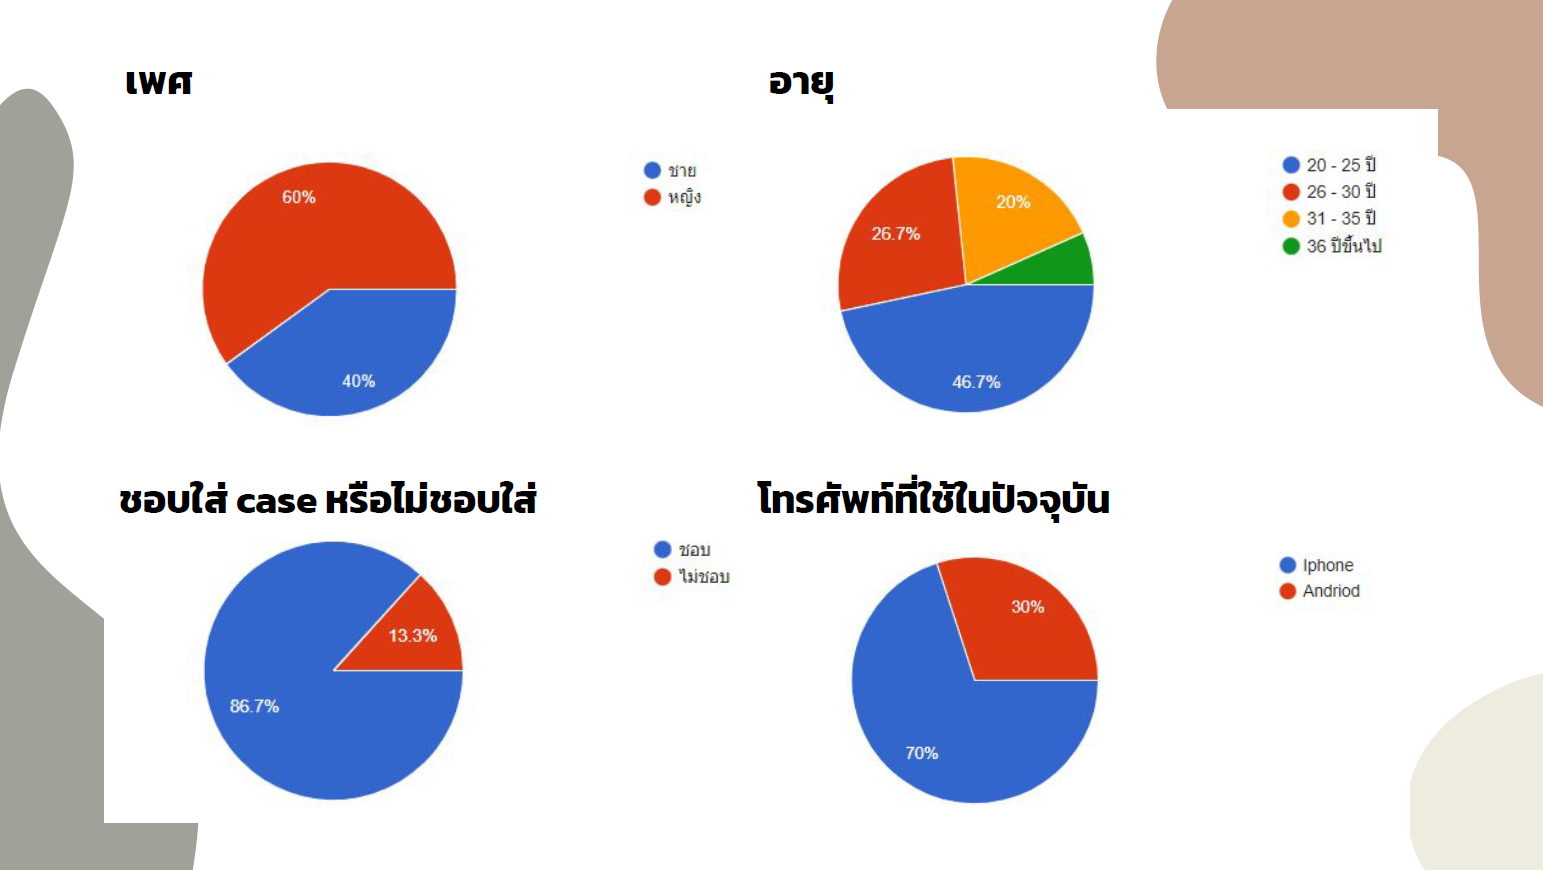 เพศ
60%
40%
ชาย
หญิง
อายุ
20%
26.7%
46.7%
20 - 25 ปี
26 - 30 ปี
31 - 35 ปี
36 ปีขึ้นไป
ชอบใส่ case หรือไม่ชอบใส่
13.3%
86.7%
ชอบ
ไม่ชอบ
โทรศัพท์ที่ใช้ในปัจจุบัน
30%
70%
Iphone
Andriod